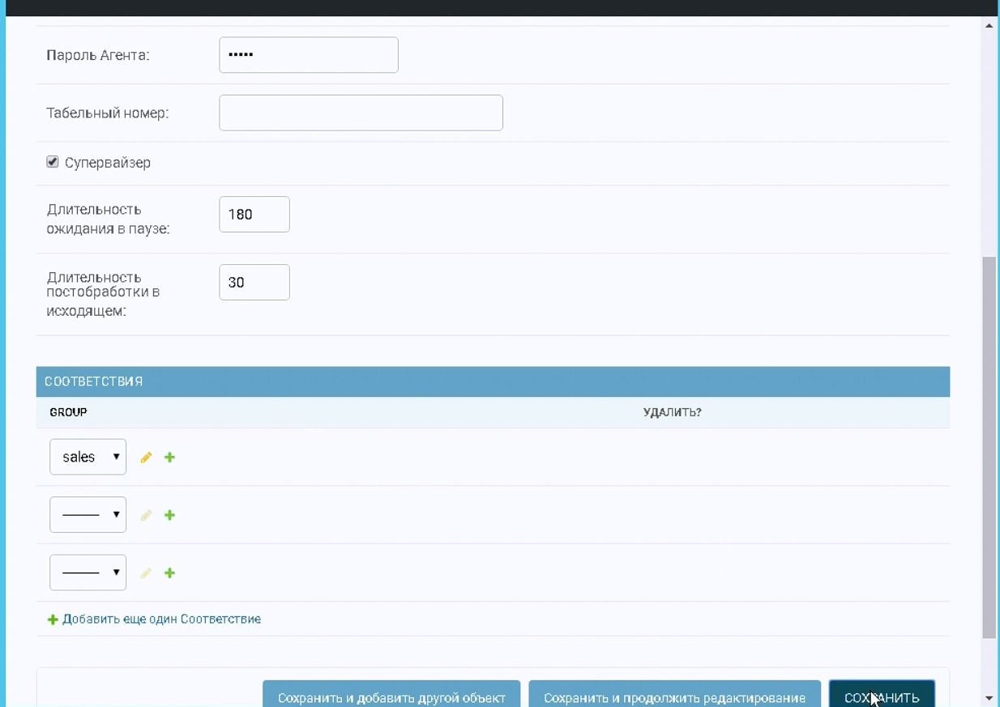 Пароль Агента:
•••••
Табельный номер:
Супервайзер
Длительность
ожидания в паузе:
180
Длительность
постобработки в
исходящем:
30
СООТВЕТСТВИЯ
GROUP УДАЛИТЬ?
sales
Добавить еще один Соответствие
Сохранить и добавить другой объект Сохранить и продолжить редактирование СОХРАНИТЬ